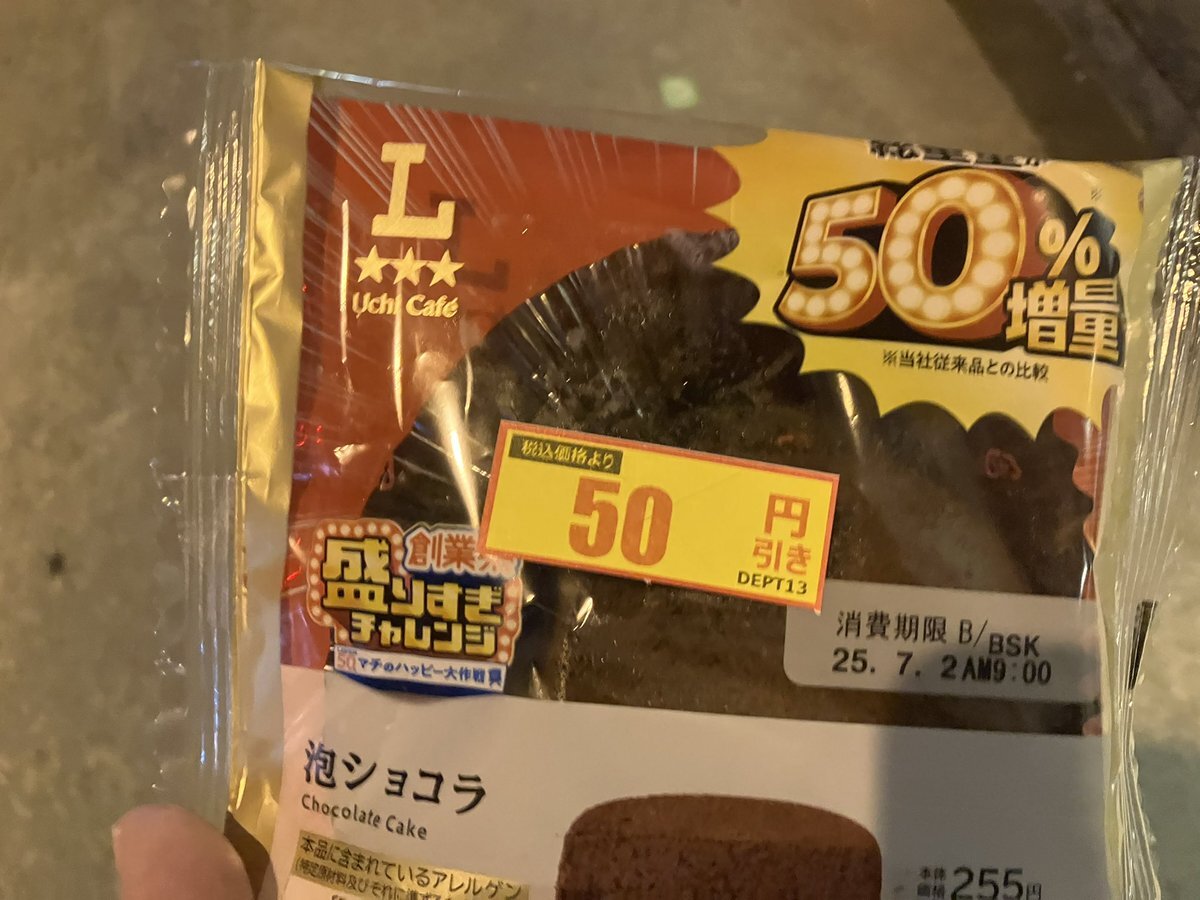 L
Uchi Café
50%
増量
※当社従来品との比較
税込価格より
50円
引き
DEPT13
創業
盛りすぎ
チャレンジ
50 マチのハッピー大作戦
消費期限 B/BSK
25. 7. 2AM9:00
泡ショコラ
Chocolate Cake
本品に含まれているアレルゲン
本体
価格 255円